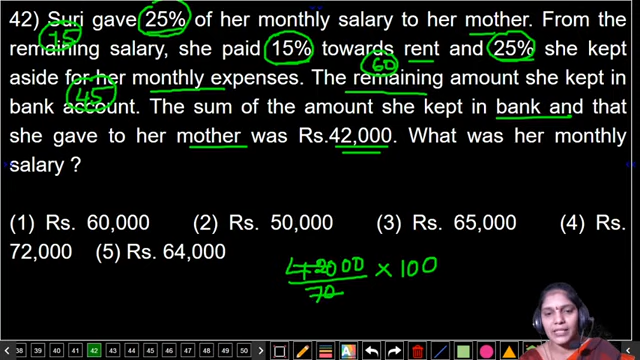 42) Suri gave 25% of her monthly salary to her mother. From the
75
remaining salary, she paid 15% towards rent and 25% she kept
60
aside for her monthly expenses. The remaining amount she kept in
45
bank account. The sum of the amount she kept in bank and that
she gave to her mother was Rs.42,000. What was her monthly
salary ?
(1) Rs. 60,000 (2) Rs. 50,000 (3) Rs. 65,000 (4) Rs.
72,000 (5) Rs. 64,000
42000 × 100
70
38 39 40 41 42 43 44 45 46 47 48 49 50